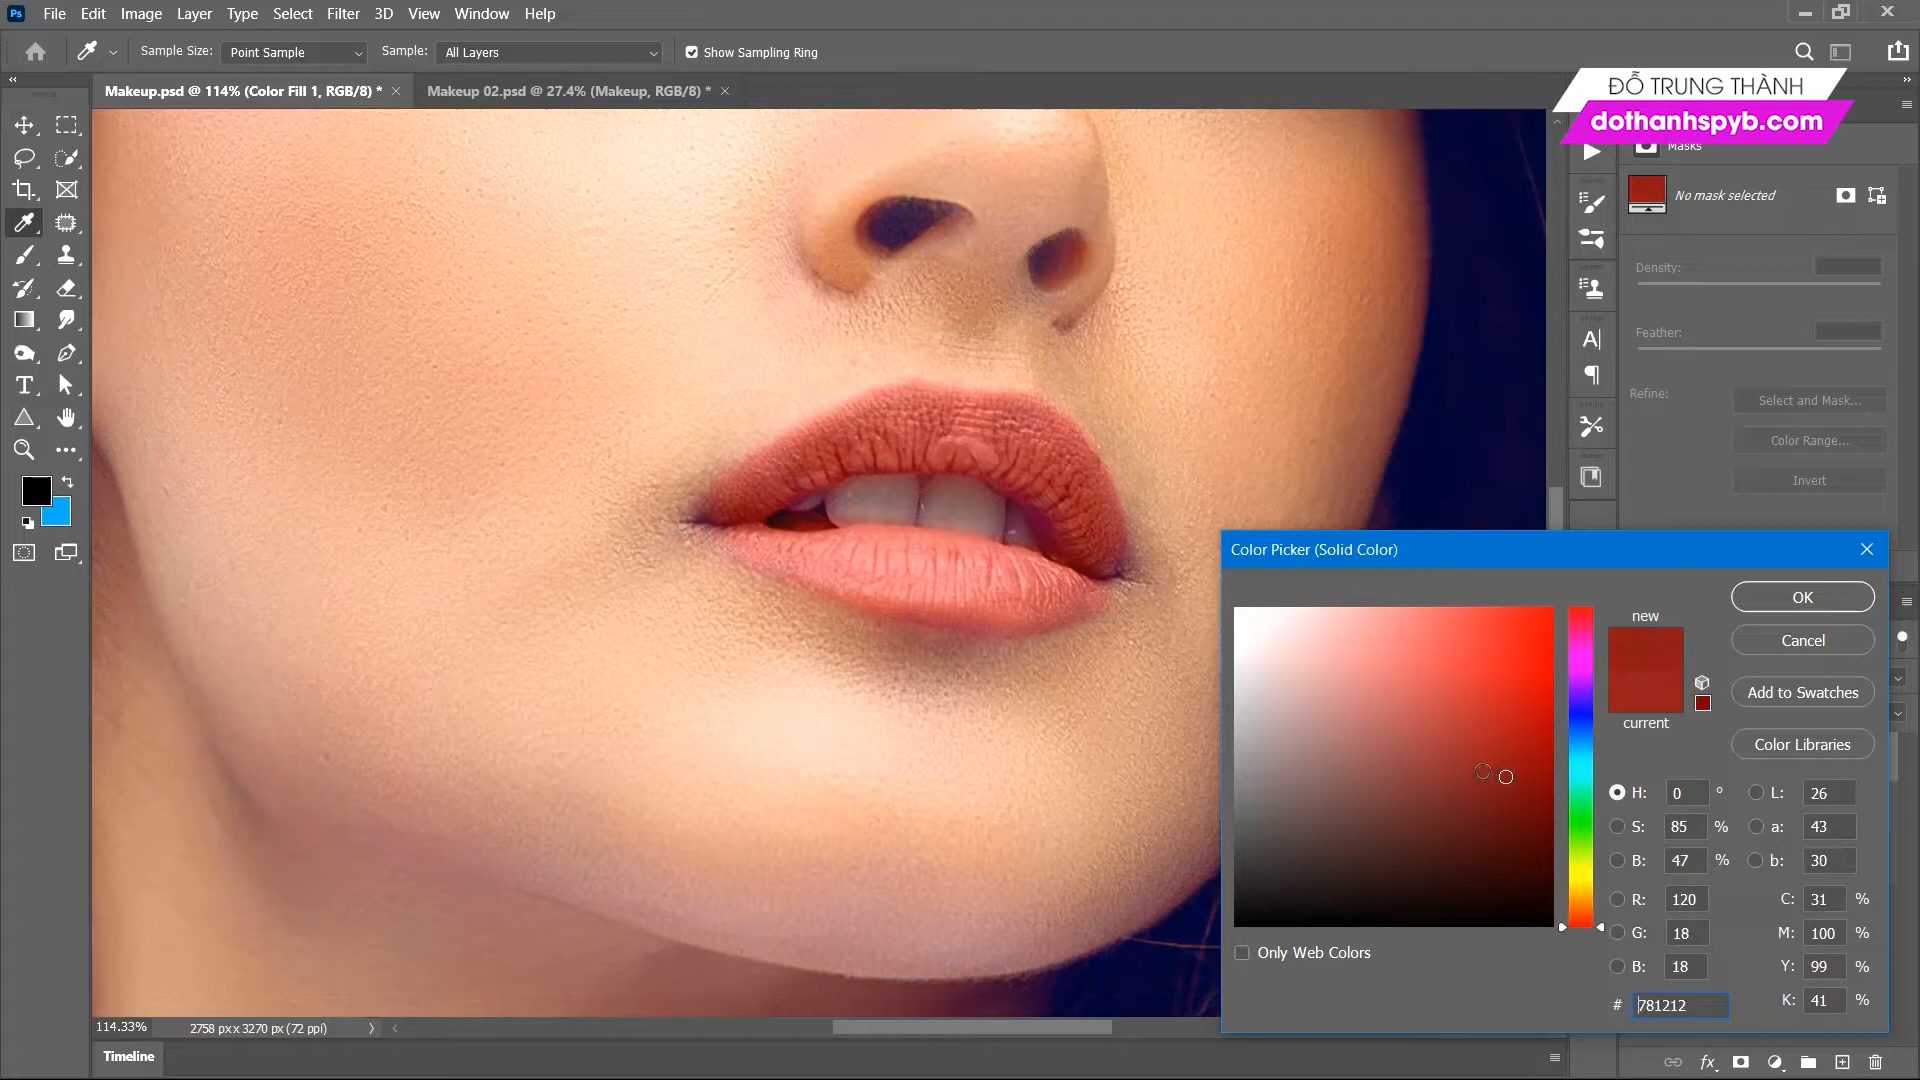 Ps File Edit Image Layer Type Select Filter 3D View Window Help
Sample Size: Point Sample Sample: All Layers Show Sampling Ring
Makeup.psd @ 114% (Color Fill 1, RGB/8) * Makeup 02.psd @ 27.4% (Makeup, RGB/8) *
ĐỖ TRUNG THÀNH
dothanhspyb.com
Masks
No mask selected
Density:
Feather:
Refine: Select and Mask...
Color Range...
Invert
Color Picker (Solid Color)
new
current
OK
Cancel
Add to Swatches
Color Libraries
H: 0 ° L: 26
S: 85 % a: 43
B: 47 % b: 30
R: 120 C: 31 %
G: 18 M: 100 %
B: 18 Y: 99 %
# 781212 K: 41 %
Only Web Colors
114.33% 2758 px x 3270 px (72 ppi)
Timeline
fx